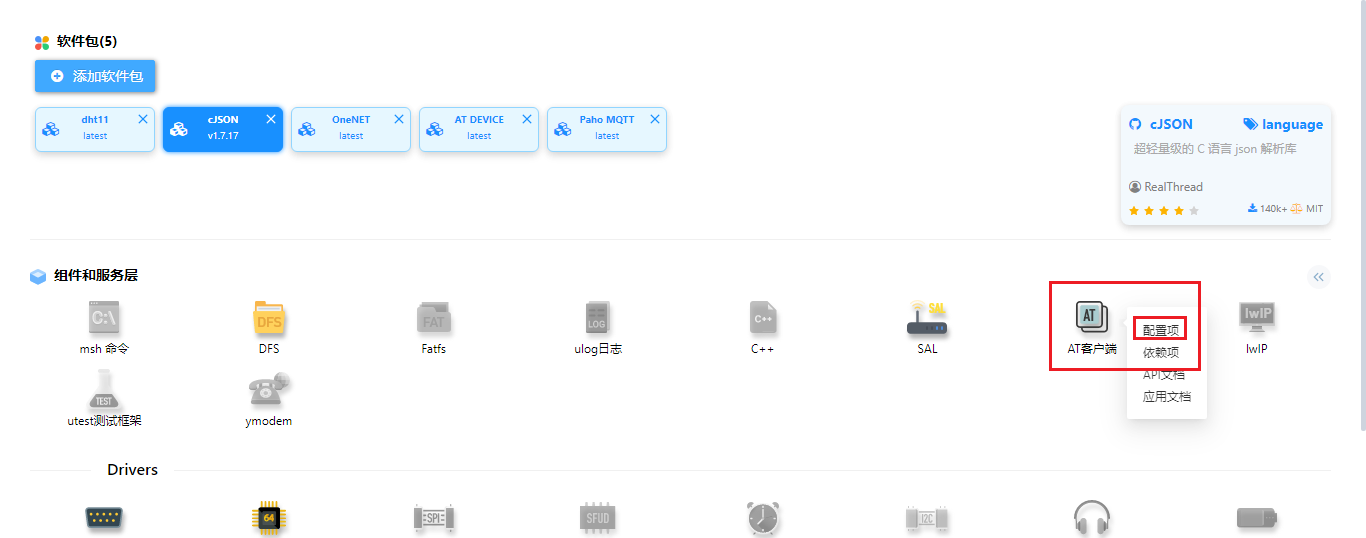 软件包(5)
添加软件包
dht11
latest
cJSON
v1.7.17
OneNET
latest
AT DEVICE
latest
Paho MQTT
latest
cJSON
language
超轻量级的 C 语言 json 解析库
RealThread
140k+
MIT
组件和服务层
C:\
msh 命令
DFS
DFS
FAT
Fatfs
LOG
ulog日志
C++
C++
SAL
SAL
AT
AT客户端
配置项
依赖项
API文档
应用文档
lwIP
lwIP
TEST
utest测试框架
ymodem
Drivers
64
SPI
SFUD
I2C